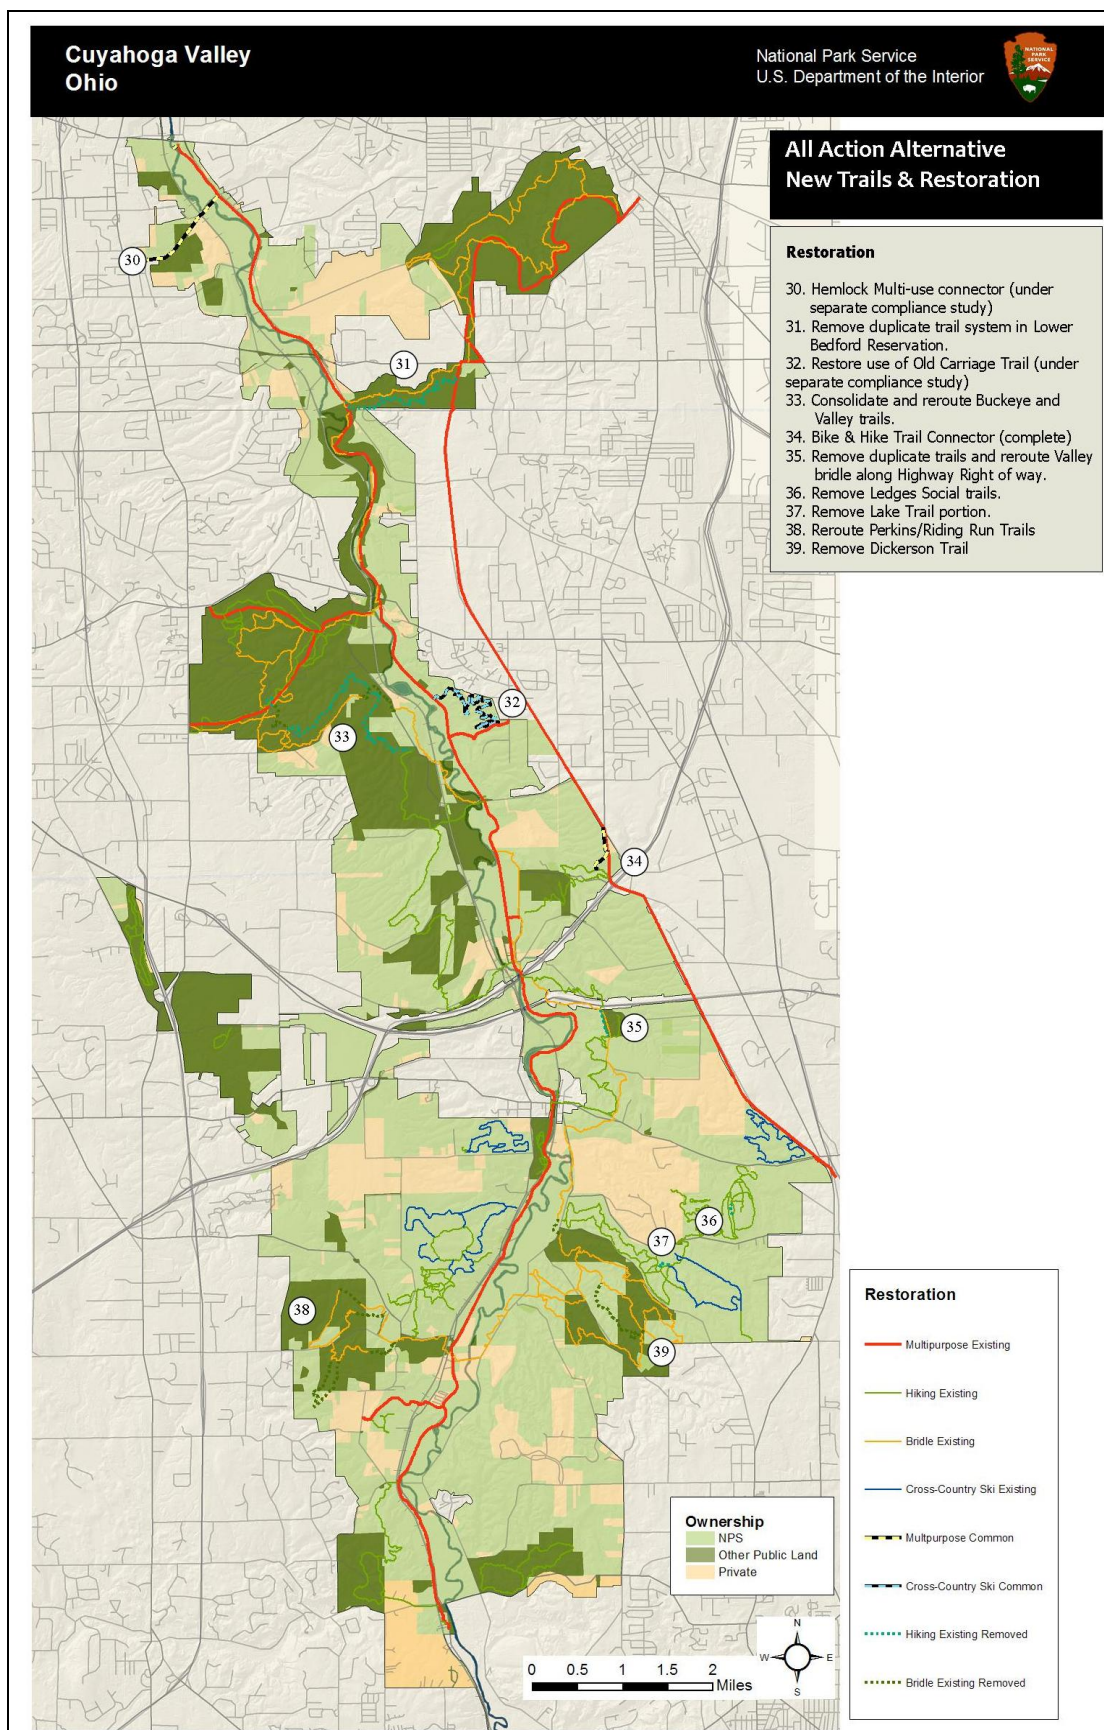 Cuyahoga Valley
Ohio
National Park Service
U.S. Department of the Interior
NATIONAL
PARK
SERVICE
All Action Alternative
New Trails & Restoration
Restoration
30. Hemlock Multi-use connector (under
separate compliance study)
31. Remove duplicate trail system in Lower
Bedford Reservation.
32. Restore use of Old Carriage Trail (under
separate compliance study)
33. Consolidate and reroute Buckeye and
Valley trails.
34. Bike & Hike Trail Connector (complete)
35. Remove duplicate trails and reroute Valley
bridle along Highway Right of way.
36. Remove Ledges Social trails.
37. Remove Lake Trail portion.
38. Reroute Perkins/Riding Run Trails
39. Remove Dickerson Trail
30
31
32
33
34
35
36
37
38
39
Restoration
Multipurpose Existing
Hiking Existing
Bridle Existing
Cross-Country Ski Existing
Multpurpose Common
Cross-Country Ski Common
Hiking Existing Removed
Bridle Existing Removed
Ownership
NPS
Other Public Land
Private
N
W E
S
0 0.5 1 1.5 2
Miles